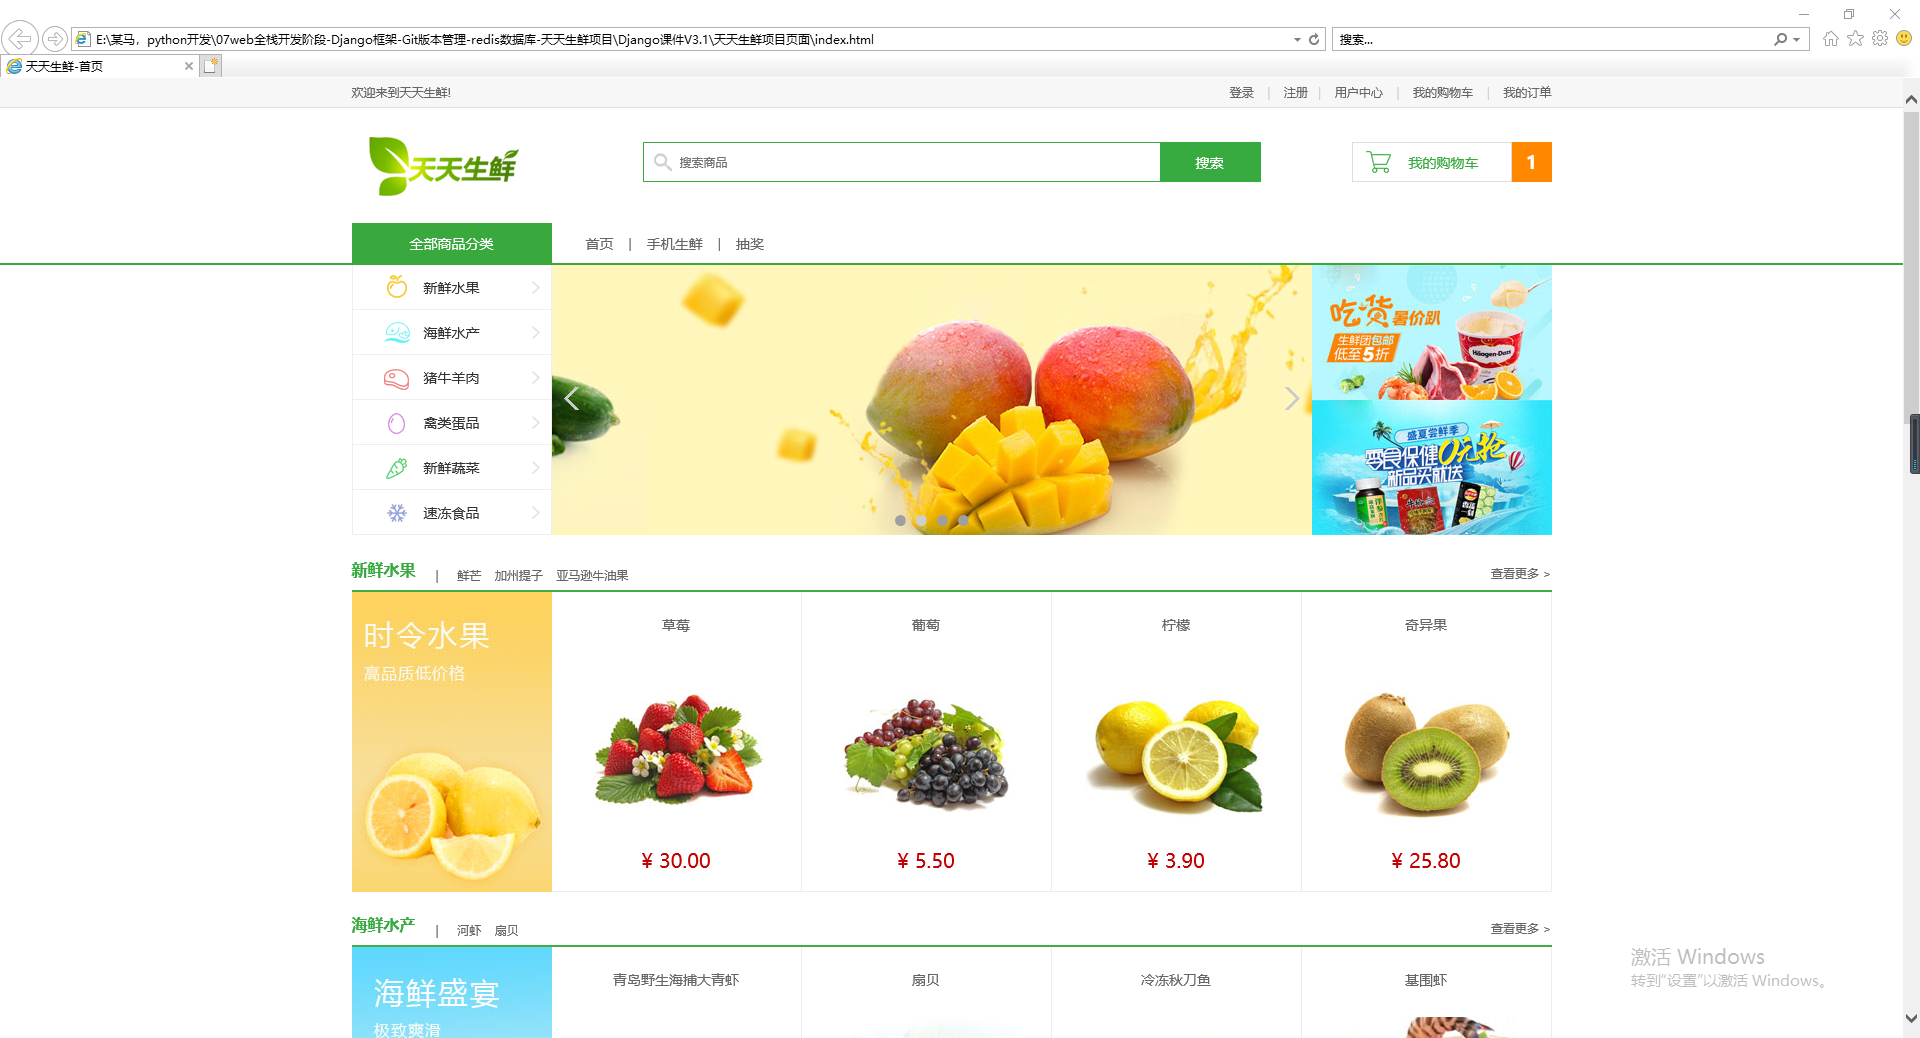 E:\某马，python开发\07web全栈开发阶段-Django框架-Git版本管理-redis数据库-天天生鲜项目\Django课件V3.1\天天生鲜项目页面\index.html
搜索...
天天生鲜-首页
欢迎来到天天生鲜!
登录 | 注册 | 用户中心 | 我的购物车 | 我的订单
天天生鲜
搜索商品
搜索
我的购物车
1
全部商品分类
首页 | 手机生鲜 | 抽奖
新鲜水果
海鲜水产
猪牛羊肉
禽类蛋品
新鲜蔬菜
速冻食品
吃货暑价趴
生鲜团包邮
低至5折
Häagen-Dazs
盛夏尝鲜季
零食保健0元抢
新品买就送
新鲜水果 | 鲜芒 加州提子 亚马逊牛油果
查看更多 >
时令水果
高品质低价格
草莓
¥ 30.00
葡萄
¥ 5.50
柠檬
¥ 3.90
奇异果
¥ 25.80
海鲜水产 | 河虾 扇贝
查看更多 >
海鲜盛宴
极致爽滑
青岛野生海捕大青虾
扇贝
冷冻秋刀鱼
基围虾
激活 Windows
转到“设置”以激活 Windows。